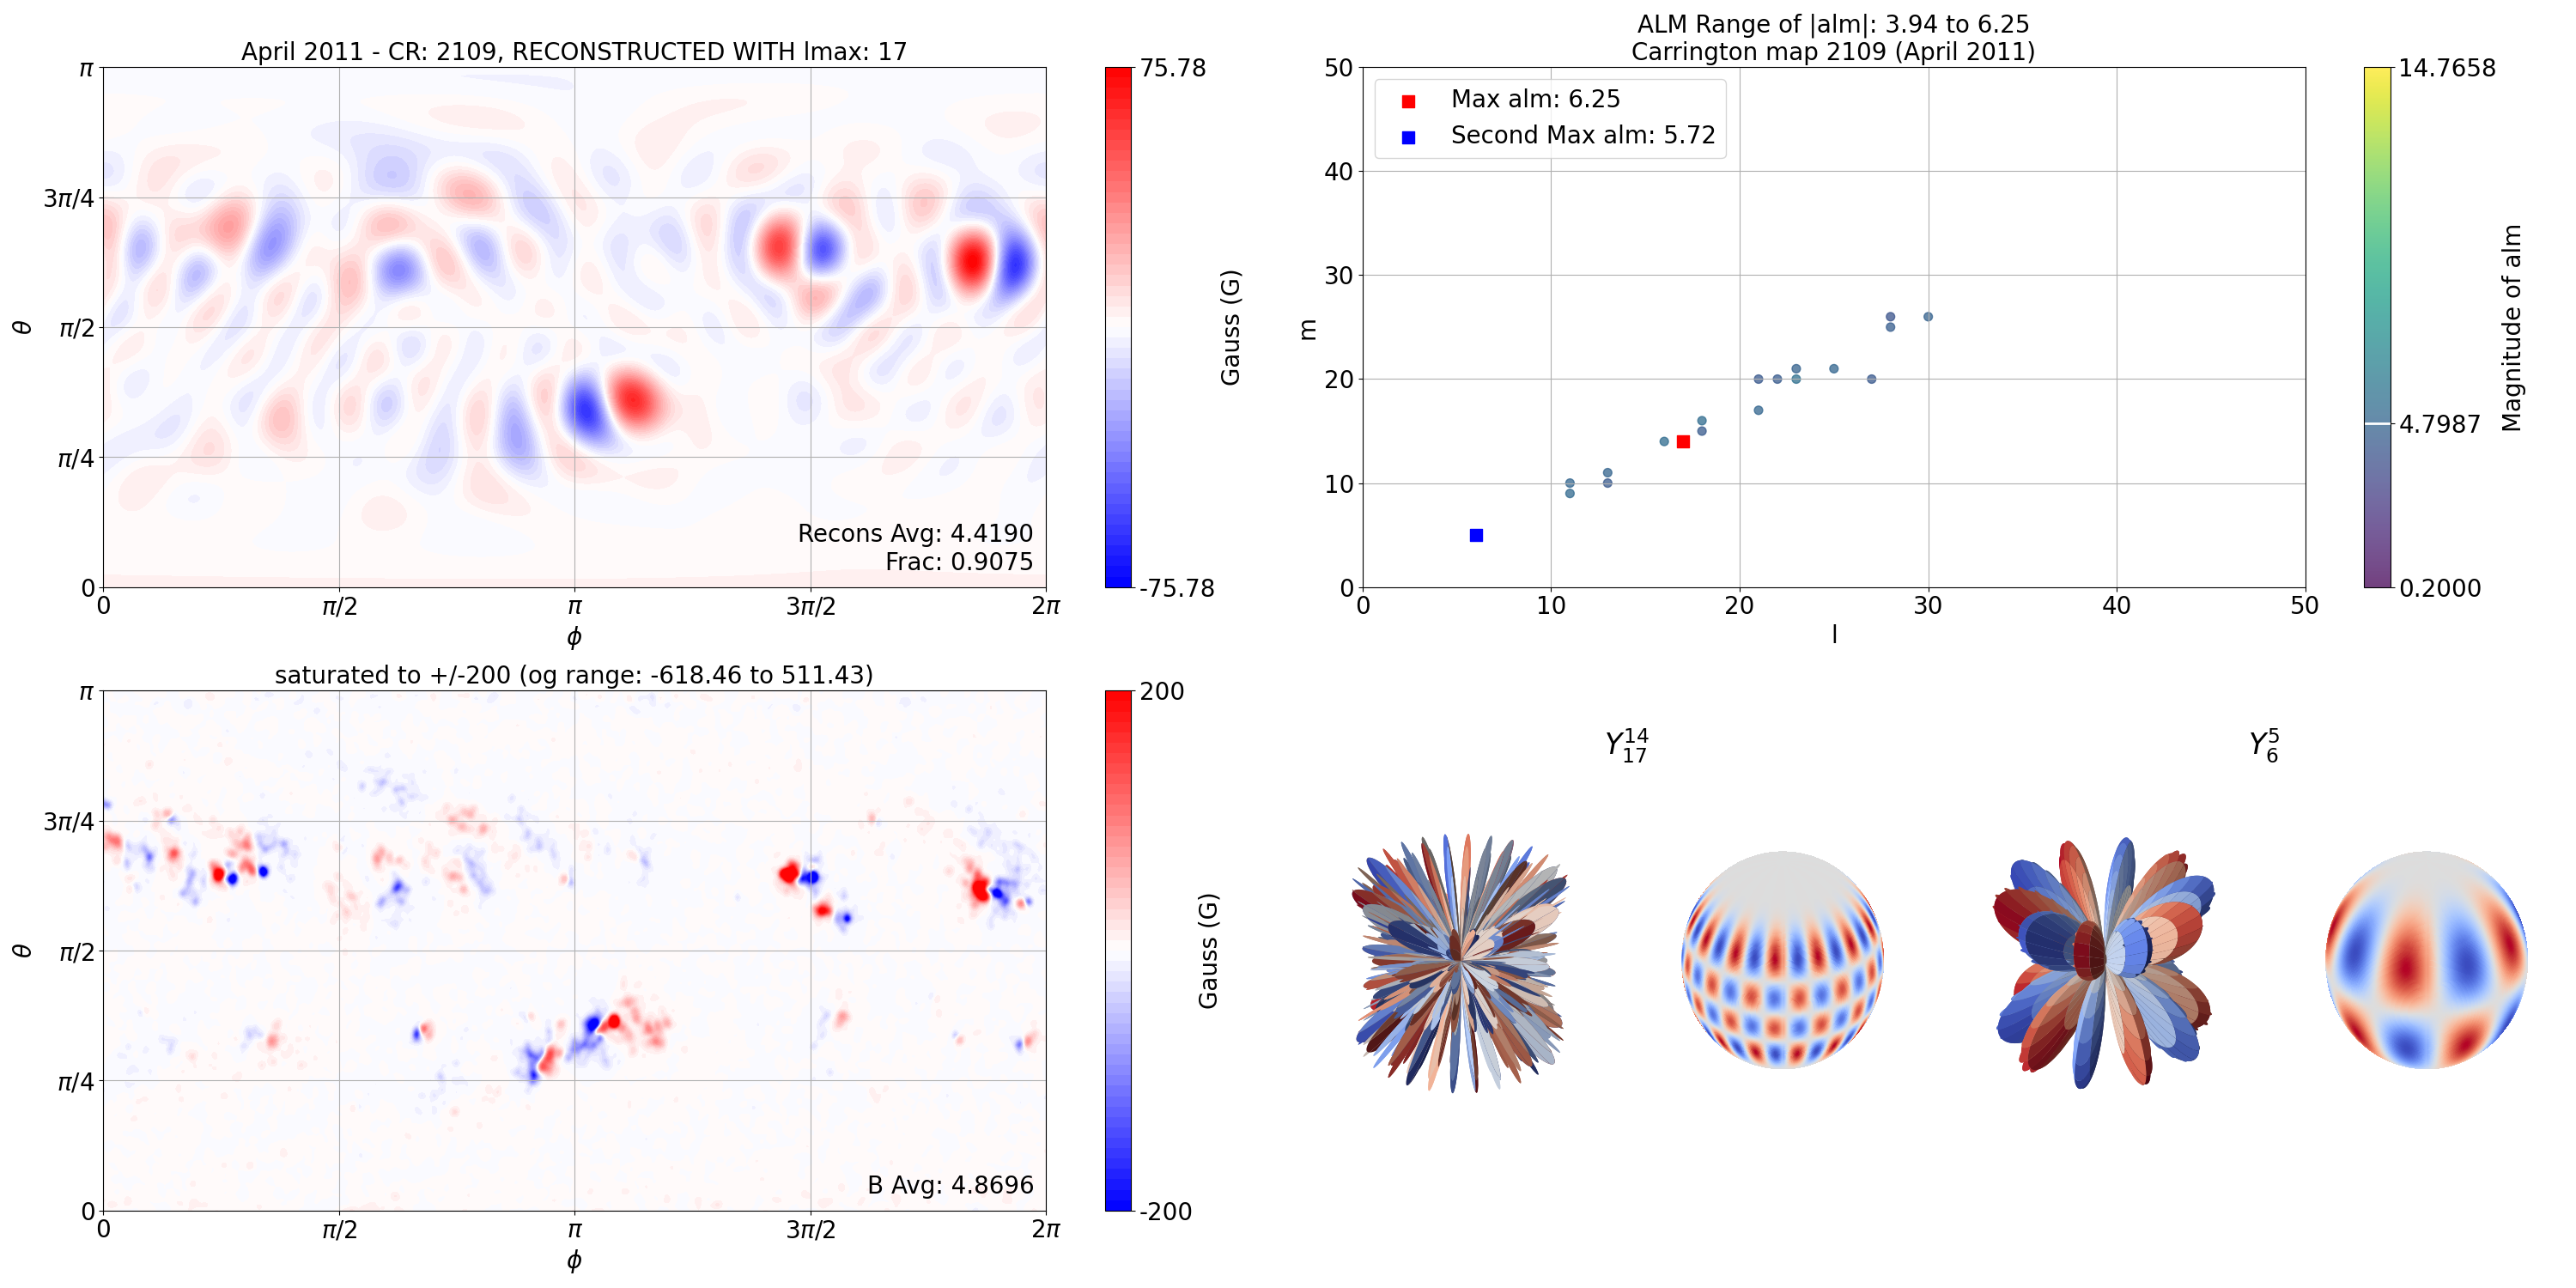 April 2011 - CR: 2109, RECONSTRUCTED WITH lmax: 17
π
3π/4
π/2
π/4
0
θ
0
π/2
π
3π/2
2π
ϕ
Recons Avg: 4.4190
Frac: 0.9075
75.78
-75.78
Gauss (G)
ALM Range of |alm|: 3.94 to 6.25
Carrington map 2109 (April 2011)
Max alm: 6.25
Second Max alm: 5.72
50
40
30
20
10
0
m
0
10
20
30
40
50
l
14.7658
4.7987
0.2000
Magnitude of alm
saturated to +/-200 (og range: -618.46 to 511.43)
π
3π/4
π/2
π/4
0
θ
0
π/2
π
3π/2
2π
ϕ
B Avg: 4.8696
200
-200
Gauss (G)
Y_{17}^{14}
Y_6^5